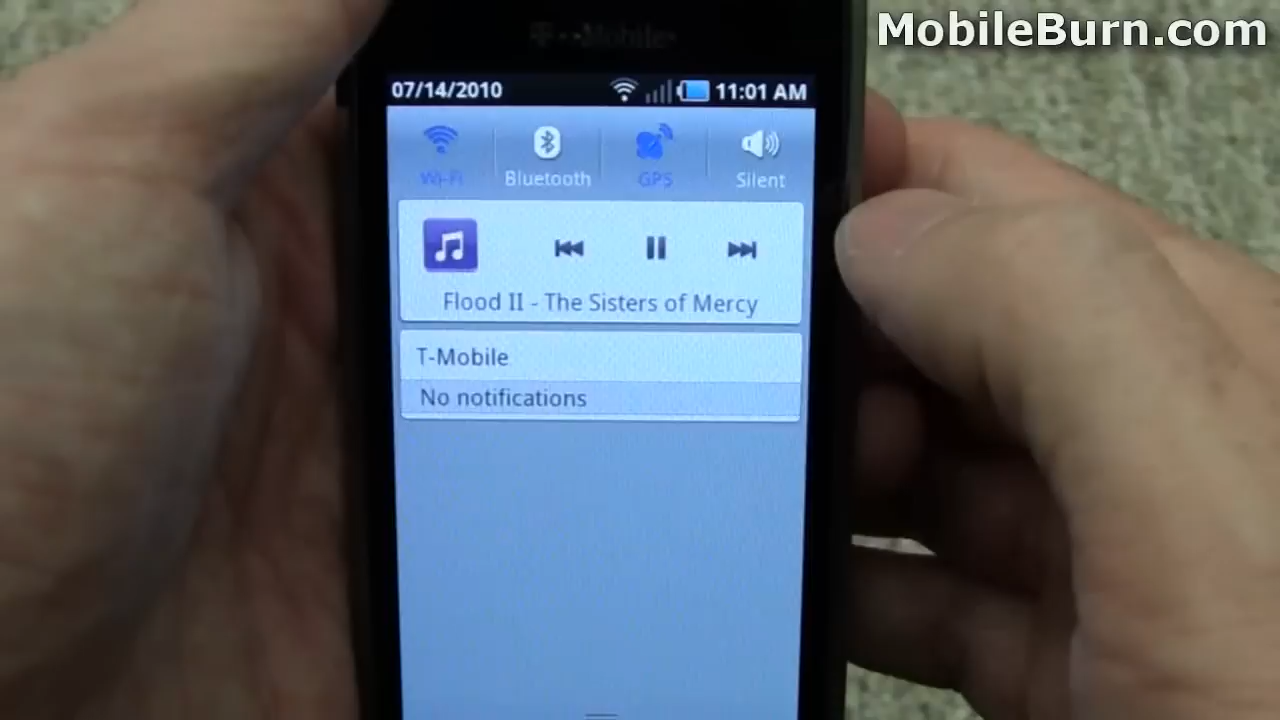 MobileBurn.com
T-Mobile
07/14/2010 11:01 AM
Wi-Fi Bluetooth GPS Silent
Flood II - The Sisters of Mercy
T-Mobile
No notifications